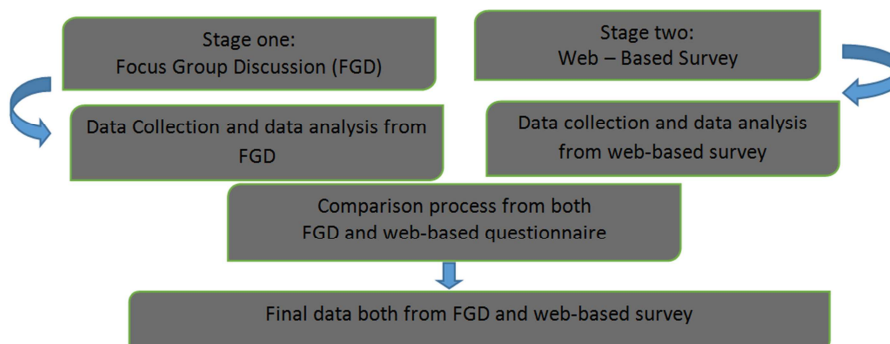 Stage one:
Focus Group Discussion (FGD)
Stage two:
Web – Based Survey
Data Collection and data analysis from
FGD
Data collection and data analysis
from web-based survey
Comparison process from both
FGD and web-based questionnaire
Final data both from FGD and web-based survey